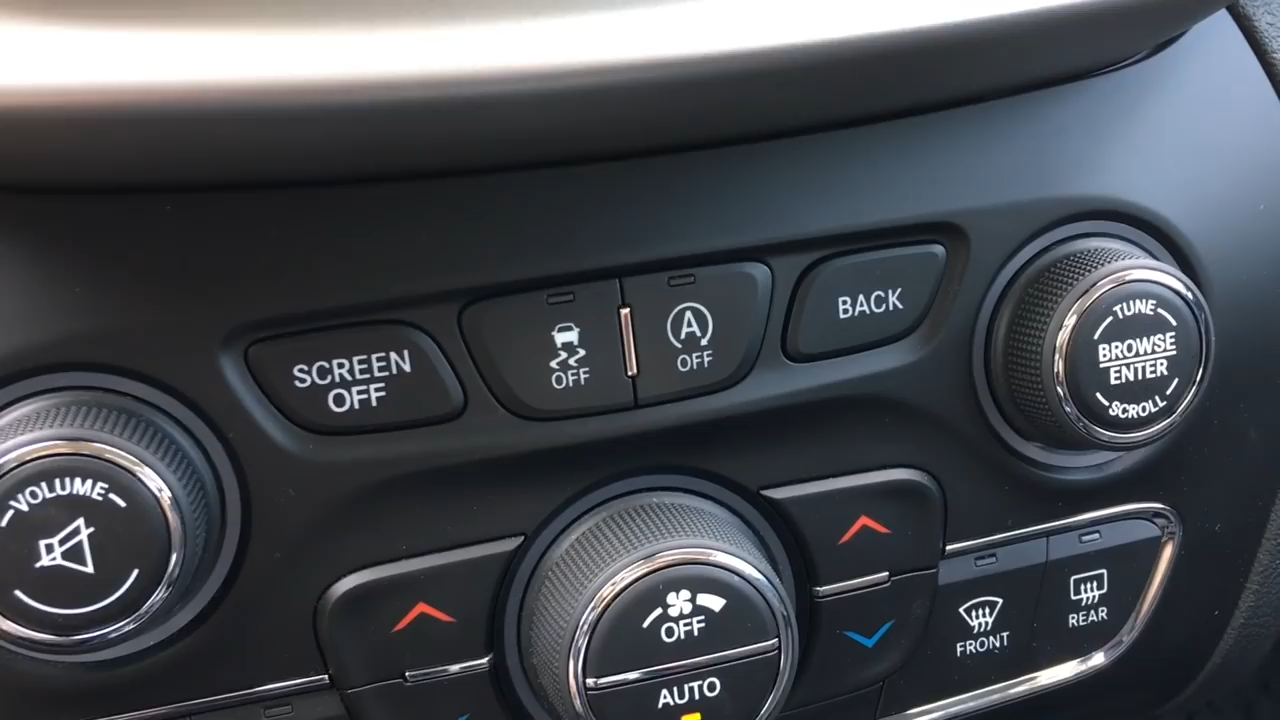 SCREEN
OFF
OFF
A
OFF
BACK
TUNE
BROWSE
ENTER
SCROLL
VOLUME
OFF
AUTO
FRONT
REAR